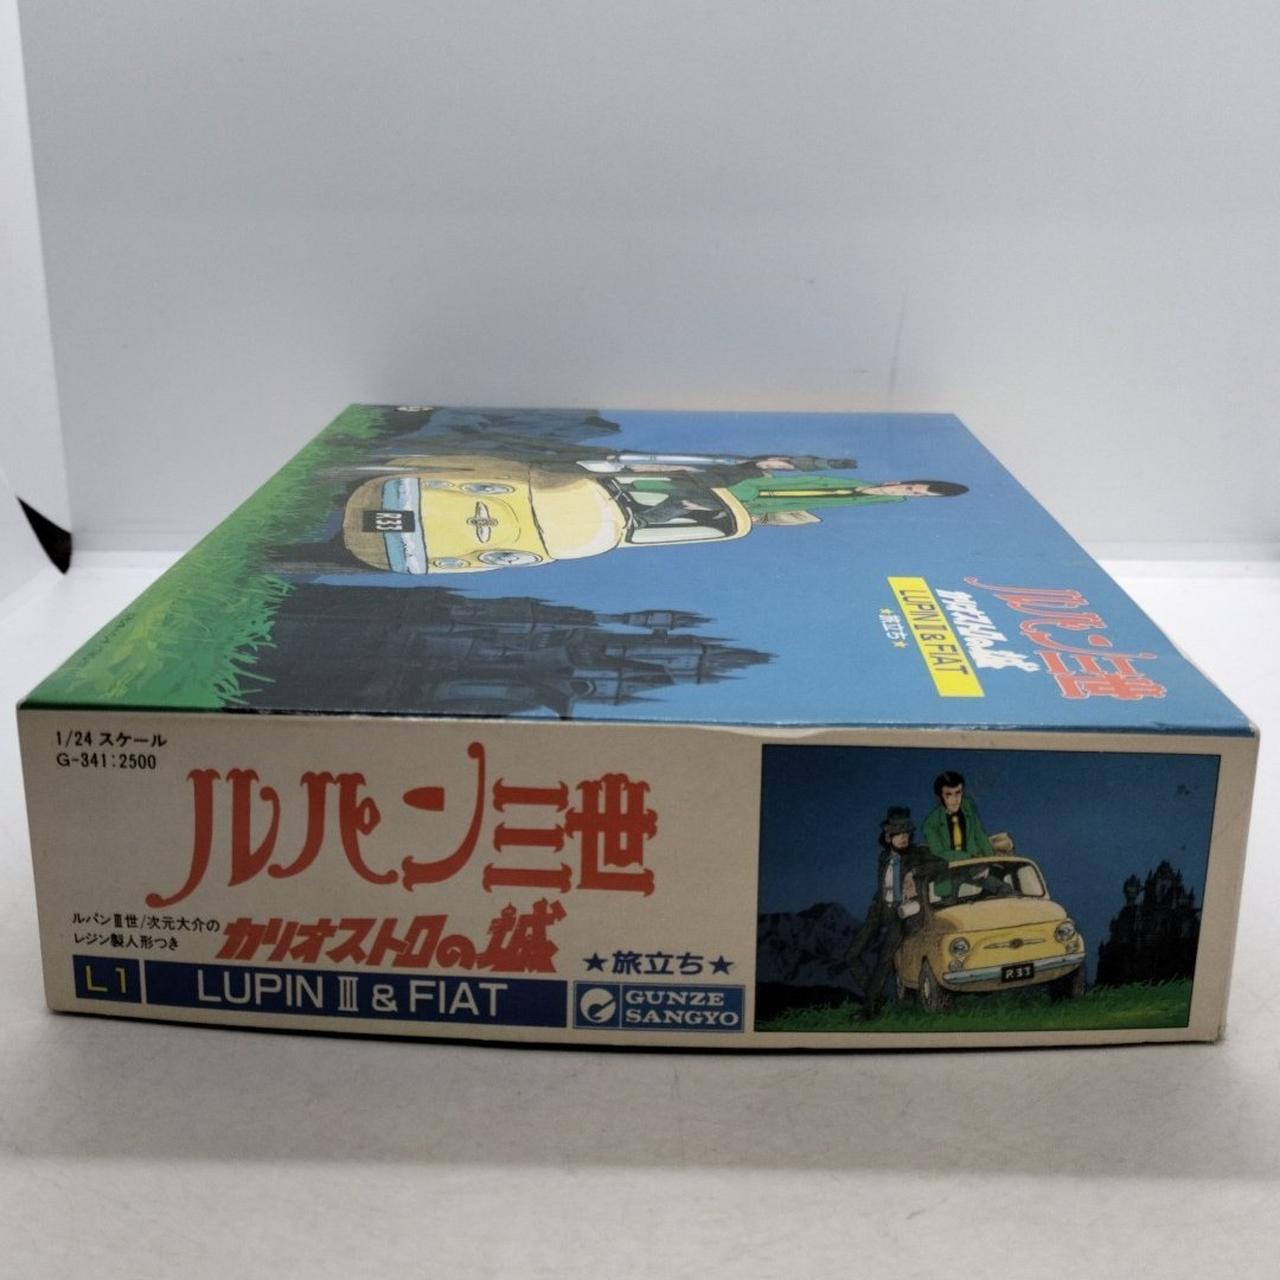 R33
ルパン三世
カリオストロの城
LUPIN Ⅲ & FIAT
★旅立ち★
1/24 スケール
G-341:2500
ルパン三世
ルパンⅢ世/次元大介の
レジン製人形つき
カリオストロの城
★旅立ち★
L1
LUPIN Ⅲ & FIAT
GUNZE
SANGYO
R33